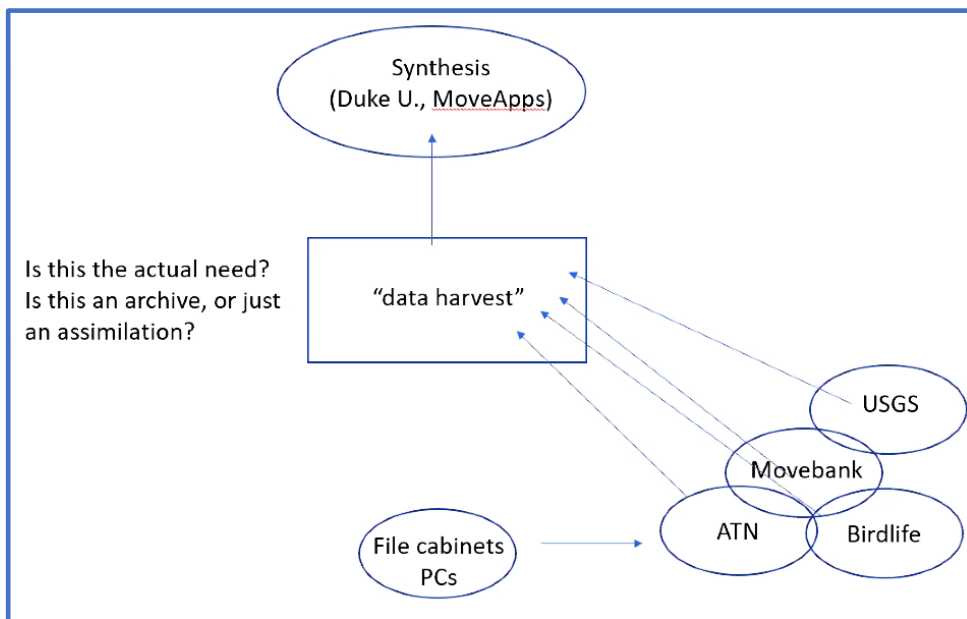 Synthesis
(Duke U., MoveApps)
Is this the actual need?
Is this an archive, or just
an assimilation?
“data harvest”
USGS
Movebank
ATN
Birdlife
File cabinets
PCs